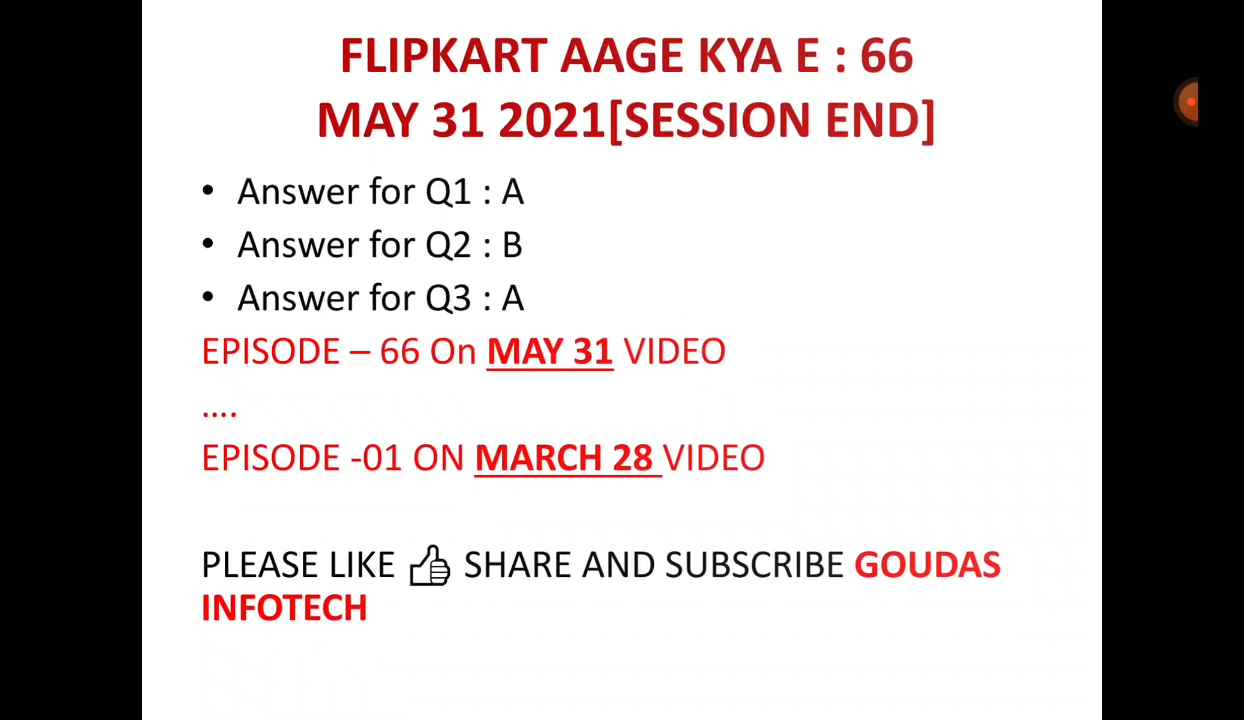 FLIPKART AAGE KYA E : 66
MAY 31 2021[SESSION END]
• Answer for Q1 : A
• Answer for Q2 : B
• Answer for Q3 : A
EPISODE – 66 On MAY 31 VIDEO
....
EPISODE -01 ON MARCH 28 VIDEO
PLEASE LIKE 👍 SHARE AND SUBSCRIBE GOUDAS
INFOTECH